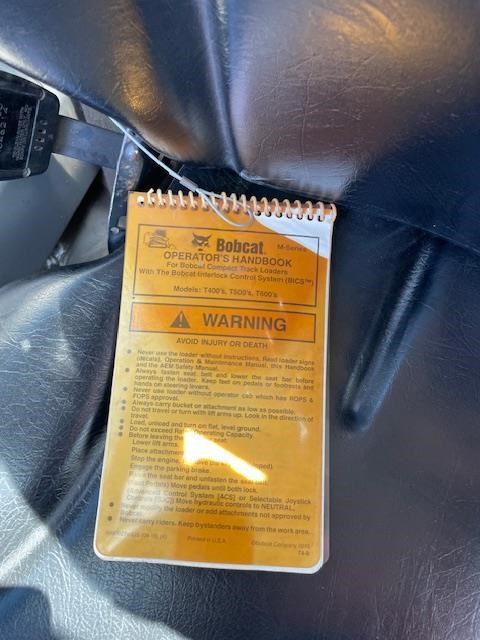 Bobcat
M-Series
OPERATOR'S HANDBOOK
For Bobcat Compact Track Loaders
With The Bobcat Interlock Control System (BICS™)
Models: T400's, T500's, T600's
WARNING
AVOID INJURY OR DEATH
• Never use the loader without instructions. Read loader signs
(decals), Operation & Maintenance Manual, this Handbook
and the AEM Safety Manual.
• Always fasten seat belt and lower the seat bar before
operating the loader. Keep feet on pedals or footrests and
hands on steering levers.
• Never use loader without operator cab which has ROPS &
FOPS approval.
• Always carry bucket or attachment as low as possible.
• Do not travel or turn with lift arms up. Look in the direction of
travel.
• Load, unload and turn on flat, level ground.
• Do not exceed Rated Operating Capacity.
• Before leaving the seat:
Lower lift arms.
Place attachment
Stop the engine.
Engage the parking brake.
Raise the seat bar and unfasten the seat belt.
(Foot Pedals) Move pedals until both lock.
(Advanced Control System [ACS] or Selectable Joystick
Controls [SJC]) Move hydraulic controls to NEUTRAL.
• Never modify the loader or add attachments not approved by
Bobcat.
• Never carry riders. Keep bystanders away from the work area.
Printed in U.S.A.
©Bobcat Company